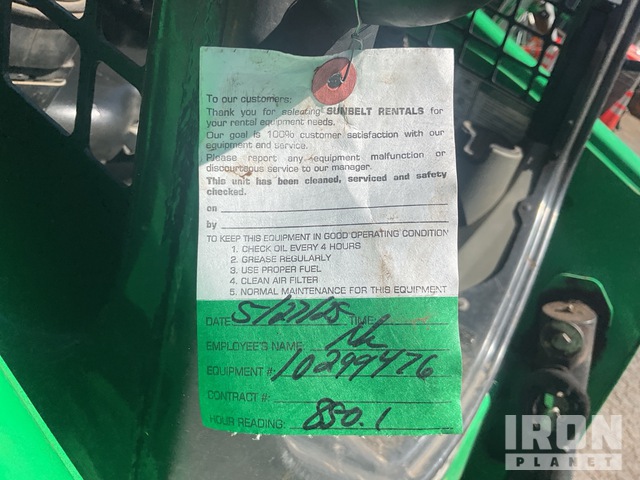 To our customers:
Thank you for selecting SUNBELT RENTALS for
your rental equipment needs.
Our goal is 100% customer satisfaction with our
equipment and service.
Please report any equipment malfunction or
discourteous service to our manager.
This unit has been cleaned, serviced and safety
checked.
on
by
TO KEEP THIS EQUIPMENT IN GOOD OPERATING CONDITION
1. CHECK OIL EVERY 4 HOURS
2. GREASE REGULARLY
3. USE PROPER FUEL
4. CLEAN AIR FILTER
5. NORMAL MAINTENANCE FOR THIS EQUIPMENT
DATE: 5/27/25 TIME:
EMPLOYEE'S NAME:
EQUIPMENT #: 10299476
CONTRACT #:
HOUR READING: 850.1
IRON
PLANET